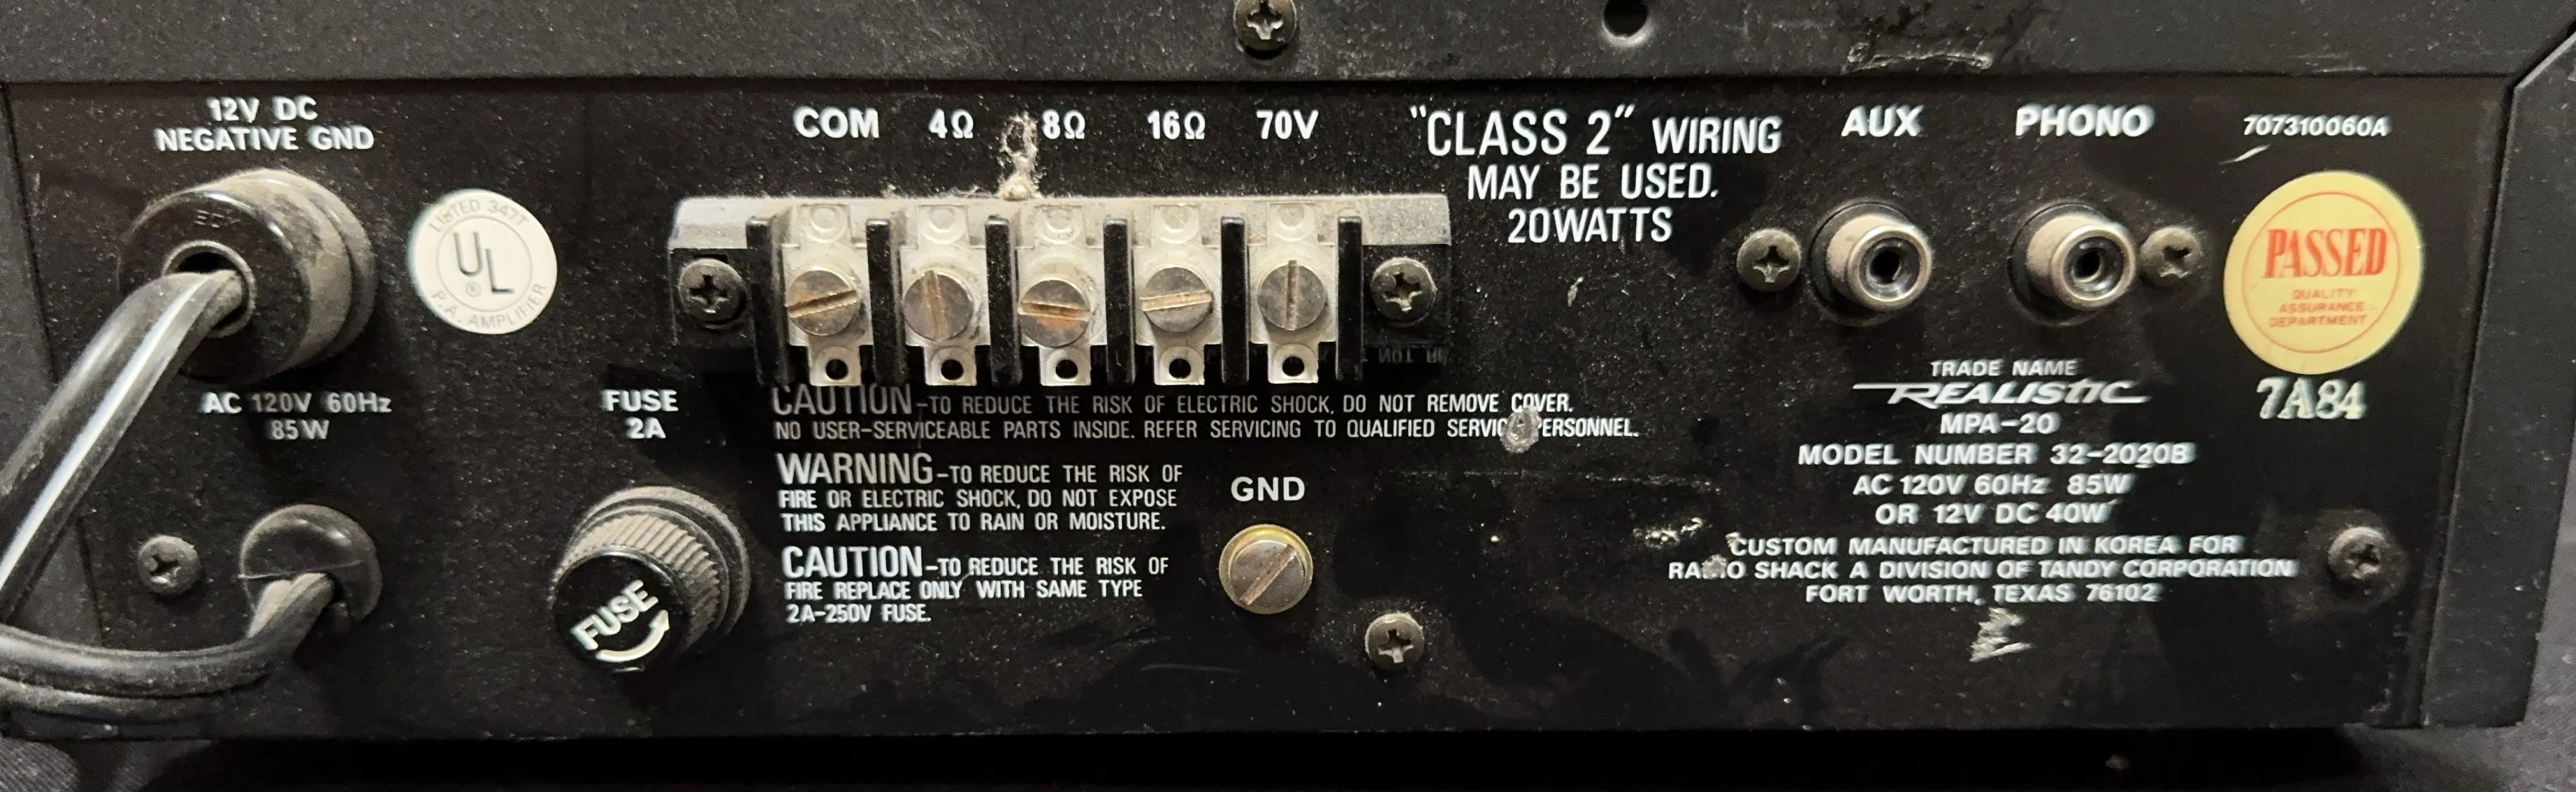 12V DC
NEGATIVE GND
LISTED 347T
UL
®
P.A. AMPLIFIER
AC 120V 60Hz
85W
FUSE
2A
FUSE
COM 4Ω 8Ω 16Ω 70V
"CLASS 2" WIRING
MAY BE USED.
20WATTS
CAUTION-TO REDUCE THE RISK OF ELECTRIC SHOCK, DO NOT REMOVE COVER.
NO USER-SERVICEABLE PARTS INSIDE. REFER SERVICING TO QUALIFIED SERVICE PERSONNEL.
WARNING-TO REDUCE THE RISK OF
FIRE OR ELECTRIC SHOCK, DO NOT EXPOSE
THIS APPLIANCE TO RAIN OR MOISTURE.
CAUTION-TO REDUCE THE RISK OF
FIRE REPLACE ONLY WITH SAME TYPE
2A-250V FUSE.
GND
AUX PHONO
707310060A
PASSED
QUALITY
ASSURANCE
DEPARTMENT
7A84
TRADE NAME
REALISTIC
MPA-20
MODEL NUMBER 32-2020B
AC 120V 60Hz 85W
OR 12V DC 40W
CUSTOM MANUFACTURED IN KOREA FOR
RADIO SHACK A DIVISION OF TANDY CORPORATION
FORT WORTH, TEXAS 76102